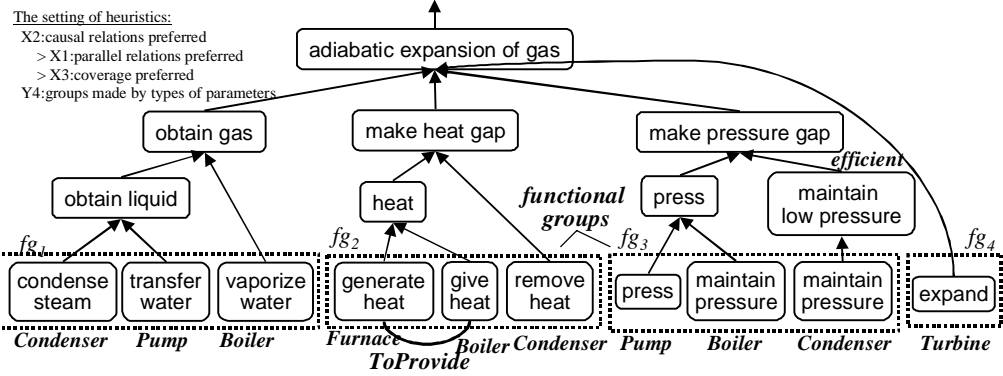 The setting of heuristics:
X2:causal relations preferred
> X1:parallel relations preferred
> X3:coverage preferred
Y4:groups made by types of parameters
adiabatic expansion of gas
obtain gas
make heat gap
make pressure gap
efficient
obtain liquid
heat
functional
groups
press
maintain
low pressure
fg1
fg2
fg3
fg4
condense
steam
transfer
water
vaporize
water
generate
heat
give
heat
remove
heat
press
maintain
pressure
maintain
pressure
expand
Condenser
Pump
Boiler
Furnace
ToProvide
Boiler
Condenser
Pump
Boiler
Condenser
Turbine